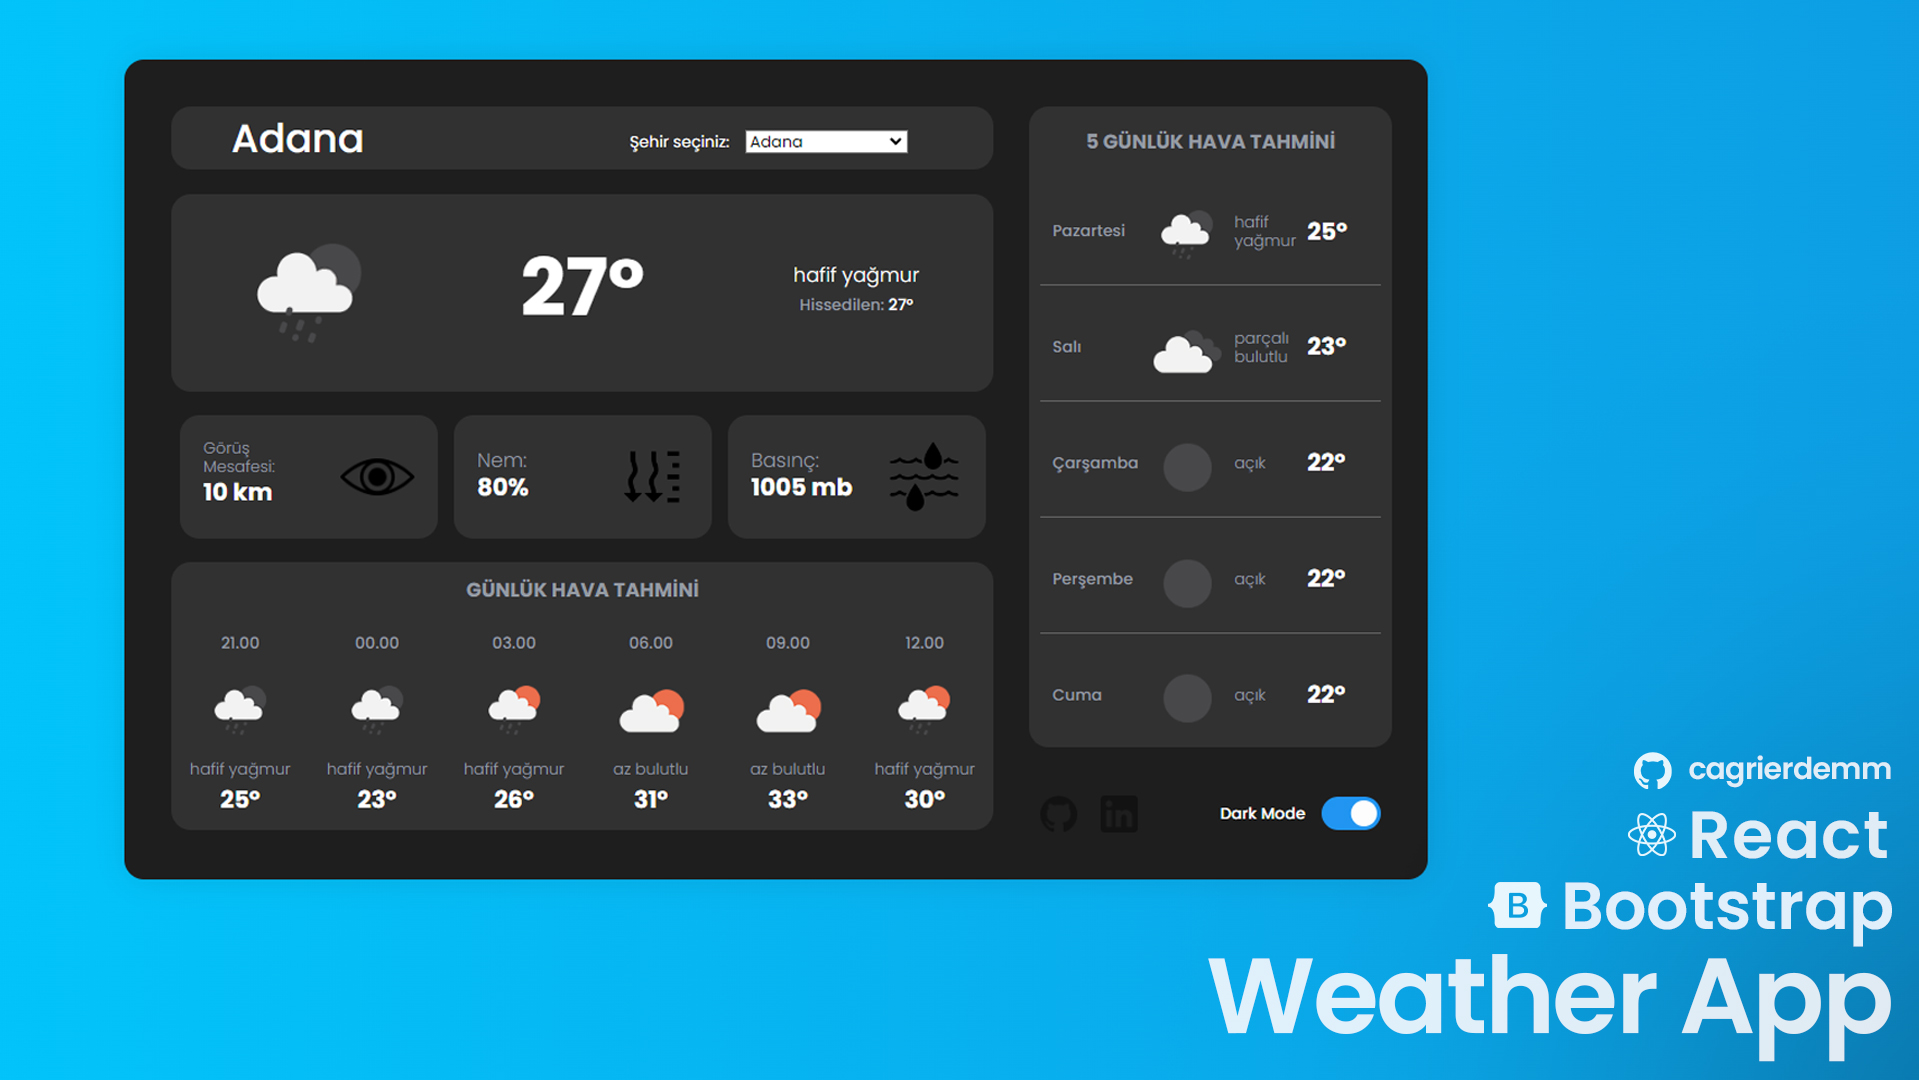 Adana
Şehir seçiniz: Adana
27°
hafif yağmur
Hissedilen: 27°
Görüş
Mesafesi:
10 km
Nem:
80%
Basınç:
1005 mb
GÜNLÜK HAVA TAHMİNİ
21.00 00.00 03.00 06.00 09.00 12.00
hafif yağmur hafif yağmur hafif yağmur az bulutlu az bulutlu hafif yağmur
25° 23° 26° 31° 33° 30°
5 GÜNLÜK HAVA TAHMİNİ
Pazartesi hafif yağmur 25°
Salı parçalı bulutlu 23°
Çarşamba açık 22°
Perşembe açık 22°
Cuma açık 22°
in
Dark Mode
cagrierdemm
React
B Bootstrap
Weather App